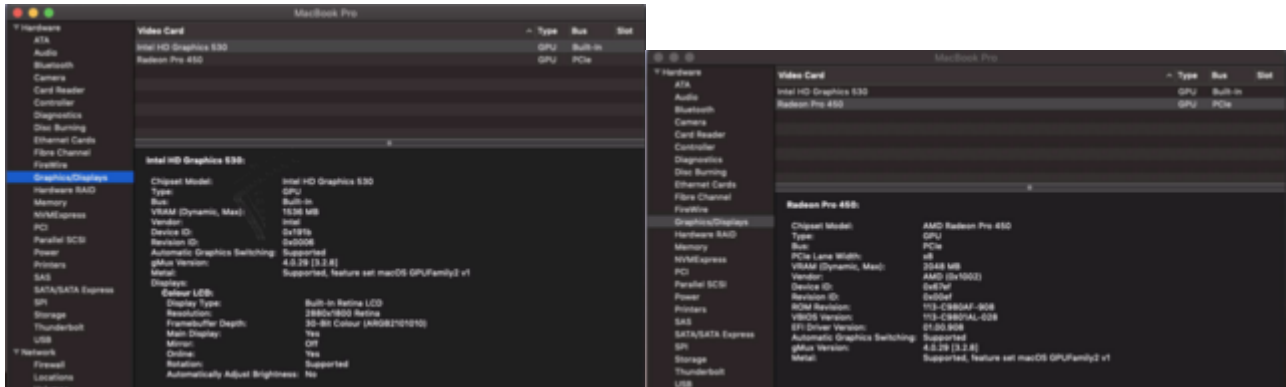 MacBook Pro
Hardware
ATA
Audio
Bluetooth
Camera
Card Reader
Controller
Diagnostics
Disc Burning
Ethernet Cards
Fibre Channel
FireWire
Graphics/Displays
Hardware RAID
Memory
NVMExpress
PCI
Parallel SCSI
Power
Printers
SAS
SATA/SATA Express
SPI
Storage
Thunderbolt
USB
Network
Firewall
Locations
Video Card Type Bus Slot
Intel HD Graphics 530 GPU Built-In
Radeon Pro 450 GPU PCIe
Intel HD Graphics 530:
Chipset Model: Intel HD Graphics 530
Type: GPU
Bus: Built-In
VRAM (Dynamic, Max): 1536 MB
Vendor: Intel
Device ID: 0x191b
Revision ID: 0x0006
Automatic Graphics Switching: Supported
gMux Version: 4.0.29 [3.2.8]
Metal: Supported, feature set macOS GPUFamily2 v1
Displays:
Colour LCD:
Display Type: Built-In Retina LCD
Resolution: 2880x1800 Retina
Framebuffer Depth: 30-Bit Colour (ARGB2101010)
Main Display: Yes
Mirror: Off
Online: Yes
Rotation: Supported
Automatically Adjust Brightness: No
MacBook Pro
Hardware
ATA
Audio
Bluetooth
Camera
Card Reader
Controller
Diagnostics
Disc Burning
Ethernet Cards
Fibre Channel
FireWire
Graphics/Displays
Hardware RAID
Memory
NVMExpress
PCI
Parallel SCSI
Power
Printers
SAS
SATA/SATA Express
SPI
Storage
Thunderbolt
USB
Video Card Type Bus Slot
Intel HD Graphics 530 GPU Built-In
Radeon Pro 450 GPU PCIe
Radeon Pro 450:
Chipset Model: AMD Radeon Pro 450
Type: GPU
Bus: PCIe
PCIe Lane Width: x8
VRAM (Dynamic, Max): 2048 MB
Vendor: AMD (0x1002)
Device ID: 0x67ef
Revision ID: 0x00ef
ROM Revision: 113-C980AF-908
VBIOS Version: 113-C9801AL-028
EFI Driver Version: 01.00.908
Automatic Graphics Switching: Supported
gMux Version: 4.0.29 [3.2.8]
Metal: Supported, feature set macOS GPUFamily2 v1